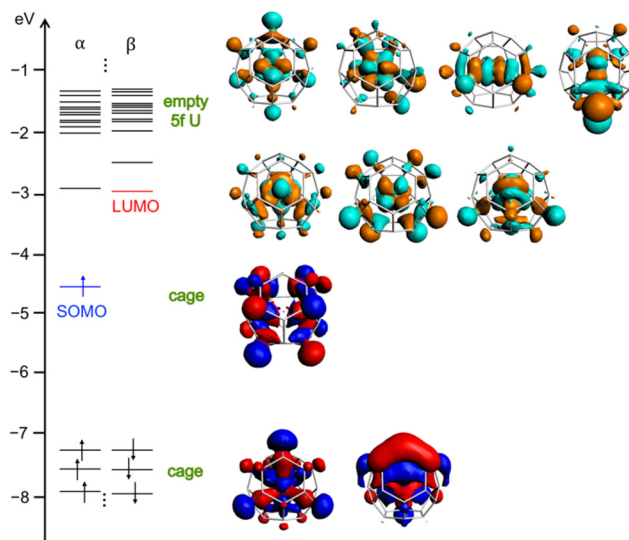 eV
α β
⋮
−1
empty
5f U
−2
−3
LUMO
−4
cage
−5
SOMO
−6
−7
cage
−8
⋮